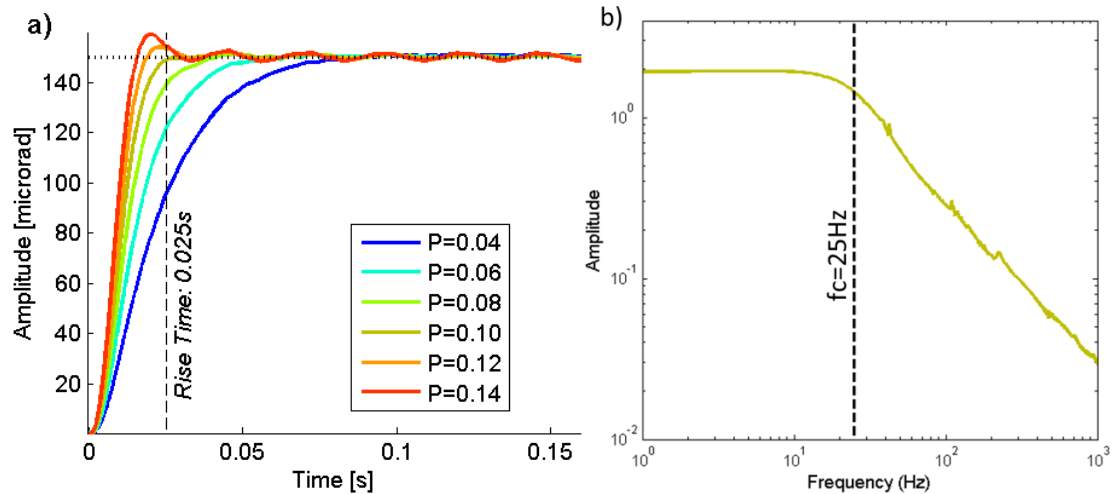 a)
Amplitude [microrad]
140
120
100
80
60
40
20
0
0.05
0.1
0.15
Time [s]
Rise Time: 0.025s
P=0.04
P=0.06
P=0.08
P=0.10
P=0.12
P=0.14
b)
Amplitude
10^0
10^-1
10^-2
10^0
10^1
10^2
10^3
Frequency (Hz)
fc=25Hz